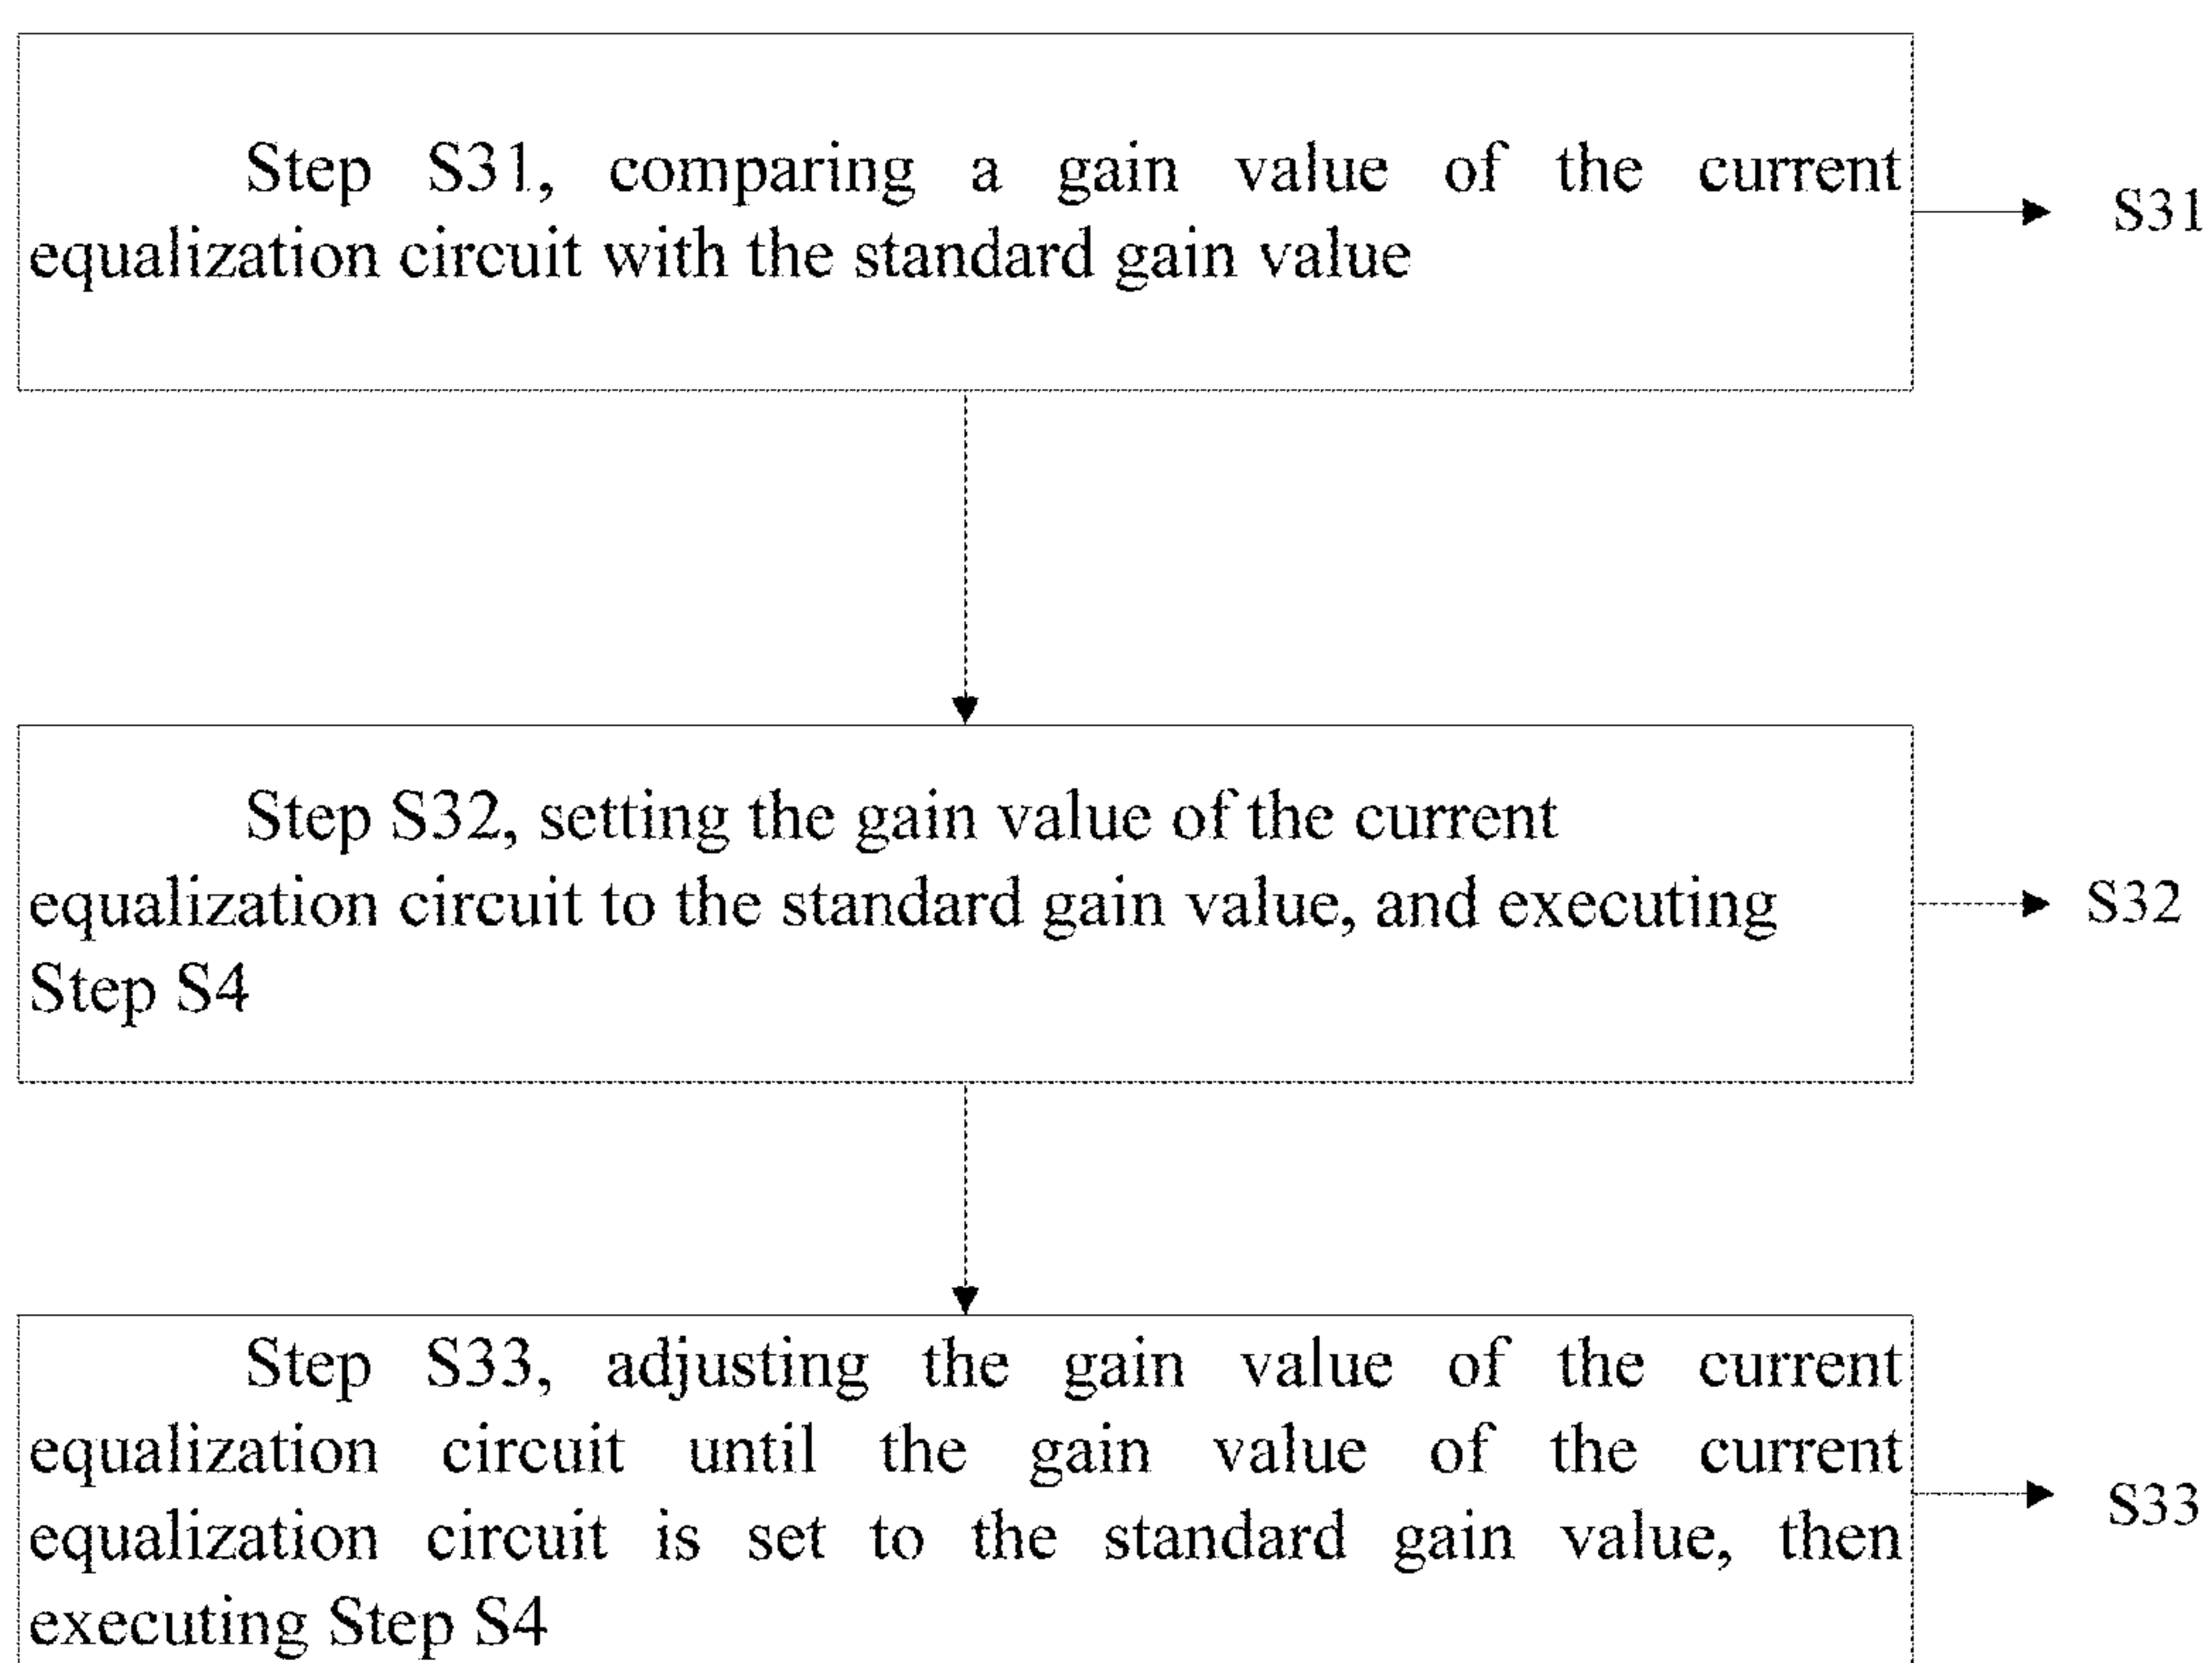 Step S31, comparing a gain value of the current
equalization circuit with the standard gain value
S31
Step S32, setting the gain value of the current
equalization circuit to the standard gain value, and executing
Step S4
S32
Step S33, adjusting the gain value of the current
equalization circuit until the gain value of the current
equalization circuit is set to the standard gain value, then
executing Step S4
S33